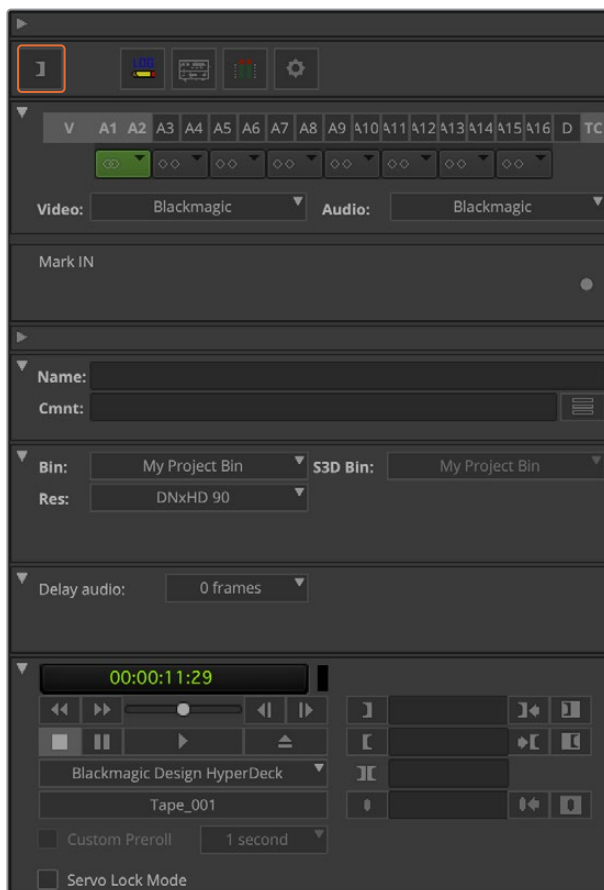 LOG
V A1 A2 A3 A4 A5 A6 A7 A8 A9 A10 A11 A12 A13 A14 A15 A16 D TC
Video: Blackmagic Audio: Blackmagic
Mark IN
Name:
Cmnt:
Bin: My Project Bin S3D Bin: My Project Bin
Res: DNxHD 90
Delay audio: 0 frames
00:00:11:29
Blackmagic Design HyperDeck
Tape_001
Custom Preroll 1 second
Servo Lock Mode